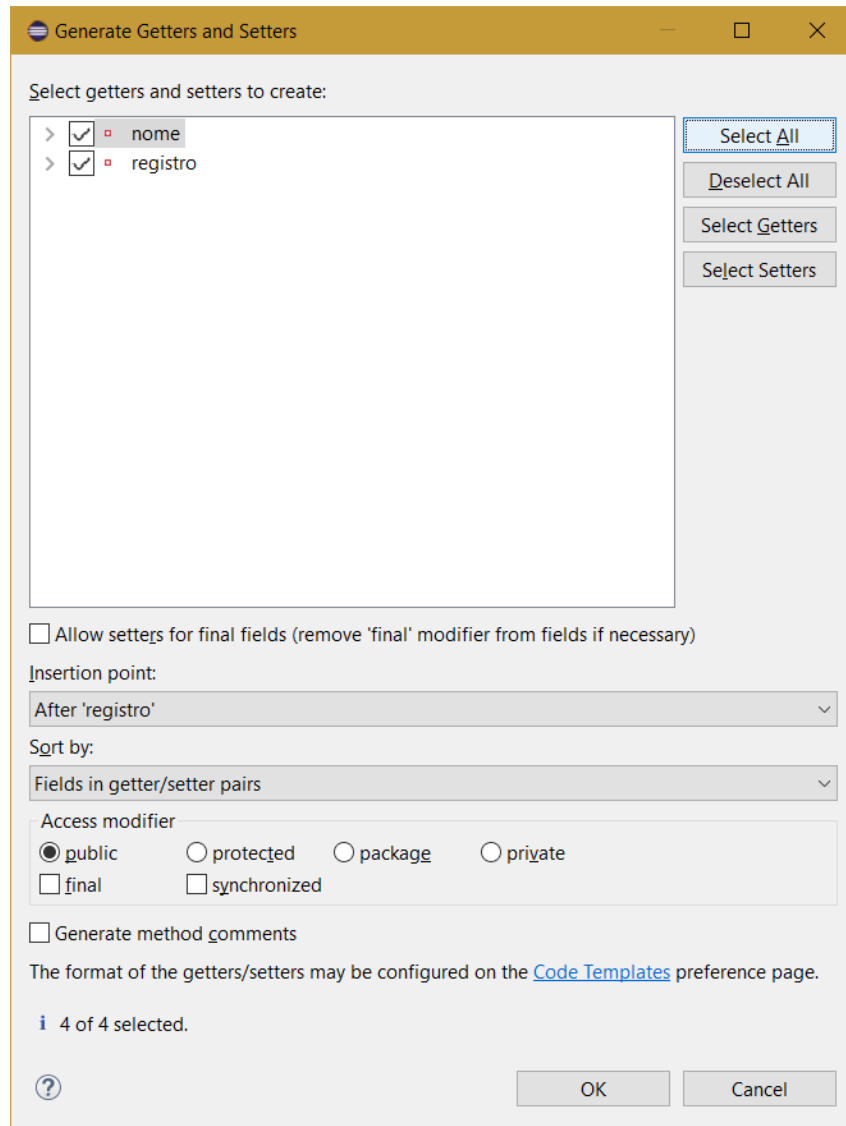 Generate Getters and Setters
Select getters and setters to create:
nome
registro
Select All
Deselect All
Select Getters
Select Setters
Allow setters for final fields (remove 'final' modifier from fields if necessary)
Insertion point:
After 'registro'
Sort by:
Fields in getter/setter pairs
Access modifier
public protected package private
final synchronized
Generate method comments
The format of the getters/setters may be configured on the Code Templates preference page.
i 4 of 4 selected.
? OK Cancel